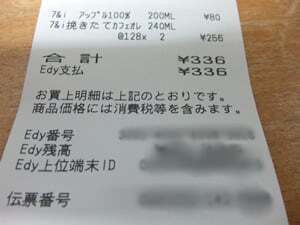 7&i アップル100% 200ML ¥80
7&i挽きたてカフェオレ 240ML
@128x 2 ¥256
合計 ¥336
Edy支払 ¥336
お買上明細は上記のとおりです。
商品価格には消費税等を含みます。
Edy番号
Edy残高
Edy上位端末ID
伝票番号